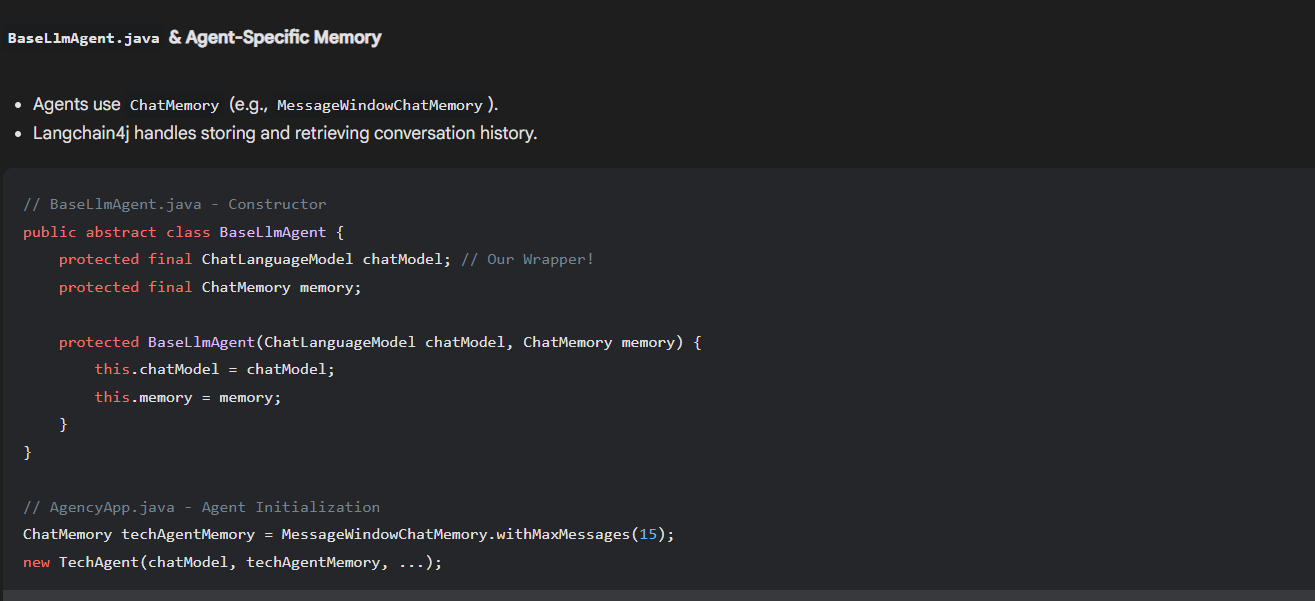 BaseLlmAgent.java & Agent-Specific Memory
• Agents use ChatMemory (e.g., MessageWindowChatMemory ).
• Langchain4j handles storing and retrieving conversation history.
// BaseLlmAgent.java - Constructor
public abstract class BaseLlmAgent {
    protected final ChatLanguageModel chatModel; // Our Wrapper!
    protected final ChatMemory memory;

    protected BaseLlmAgent(ChatLanguageModel chatModel, ChatMemory memory) {
        this.chatModel = chatModel;
        this.memory = memory;
    }
}

// AgencyApp.java - Agent Initialization
ChatMemory techAgentMemory = MessageWindowChatMemory.withMaxMessages(15);
new TechAgent(chatModel, techAgentMemory, ...);